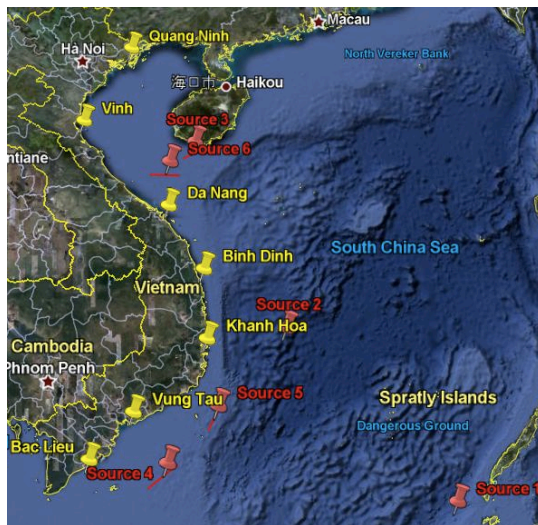 Macau
Quang Ninh
Hà Nội
North Vereker Bank
海口市
Haikou
Vinh
Source 3
Source 6
ntiane
Da Nang
South China Sea
Binh Dinh
Vietnam
Source 2
Khanh Hoa
Cambodia
Phnom Penh
Source 5
Spratly Islands
Vung Tau
Dangerous Ground
Bac Lieu
Source 4
Source 1